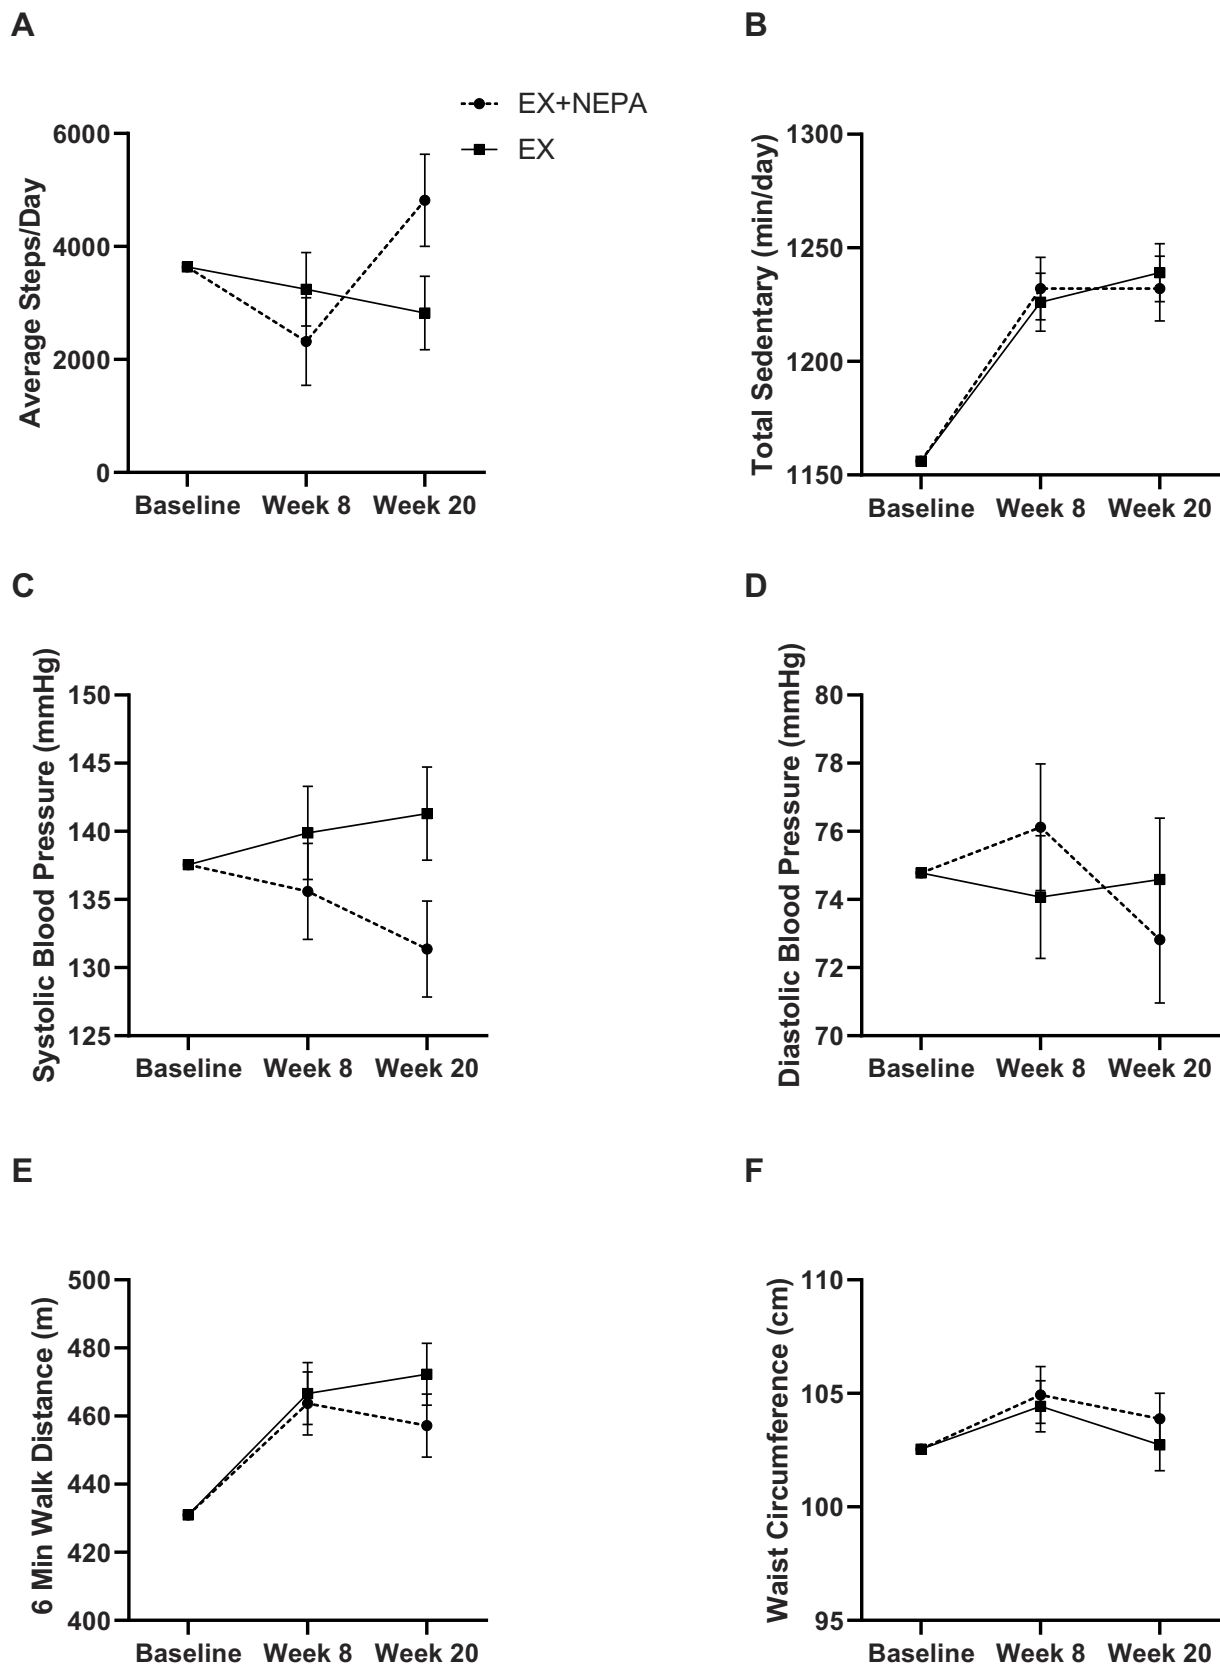 A
EX+NEPA
EX
Average Steps/Day
6000
4000
2000
0
Baseline Week 8 Week 20
B
Total Sedentary (min/day)
1300
1250
1200
1150
Baseline Week 8 Week 20
C
Systolic Blood Pressure (mmHg)
150
145
140
135
130
125
Baseline Week 8 Week 20
D
Diastolic Blood Pressure (mmHg)
80
78
76
74
72
70
Baseline Week 8 Week 20
E
6 Min Walk Distance (m)
500
480
460
440
420
400
Baseline Week 8 Week 20
F
Waist Circumference (cm)
110
105
100
95
Baseline Week 8 Week 20